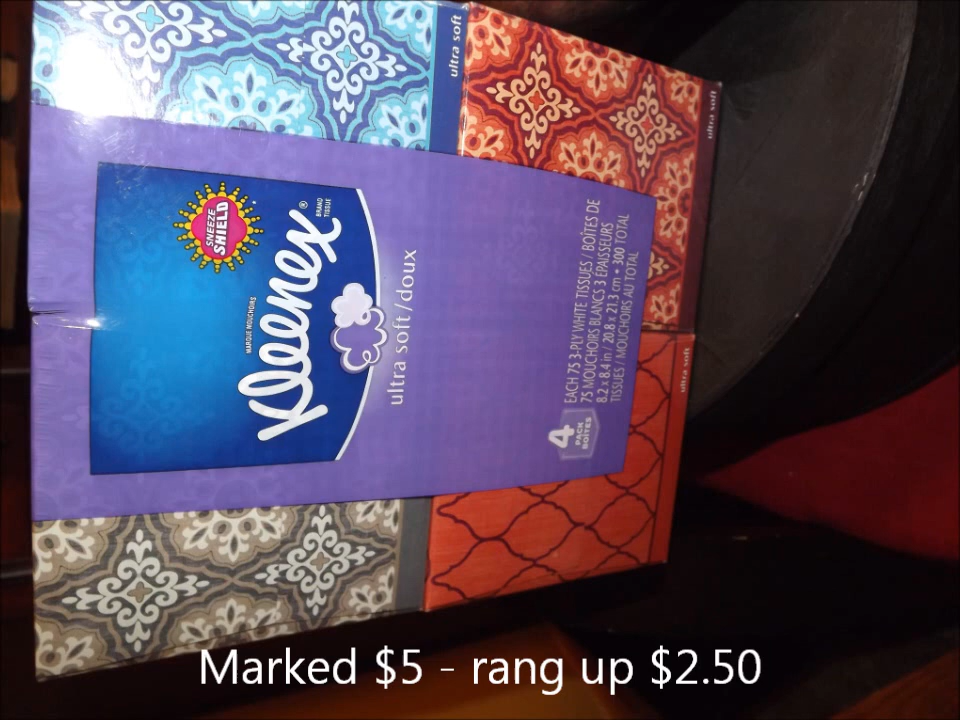 ultra soft
ultra soft
ultra soft
SNEEZE
SHIELD
MARQUE MOUCHOIRS
Kleenex®
BRAND
TISSUE
ultra soft/doux
4
PACK
BOITES
EACH 75 3-PLY WHITE TISSUES / BOÎTES DE
75 MOUCHOIRS BLANCS 3 ÉPAISSEURS
8.2 x 8.4 in / 20.8 x 21.3 cm • 300 TOTAL
TISSUES / MOUCHOIRS AU TOTAL
Marked $5 - rang up $2.50